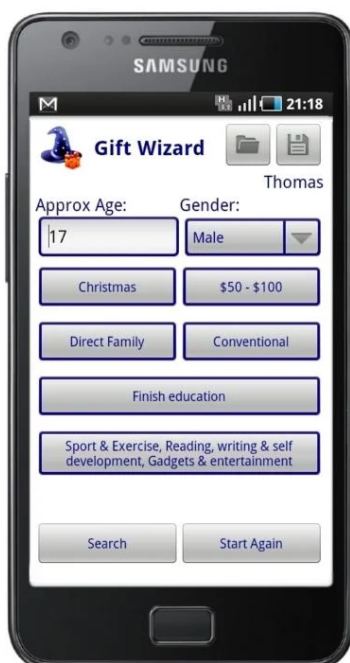 SAMSUNG
21:18
Gift Wizard
Thomas
Approx Age: Gender:
17 Male
Christmas $50 - $100
Direct Family Conventional
Finish education
Sport & Exercise, Reading, writing & self
development, Gadgets & entertainment
Search Start Again